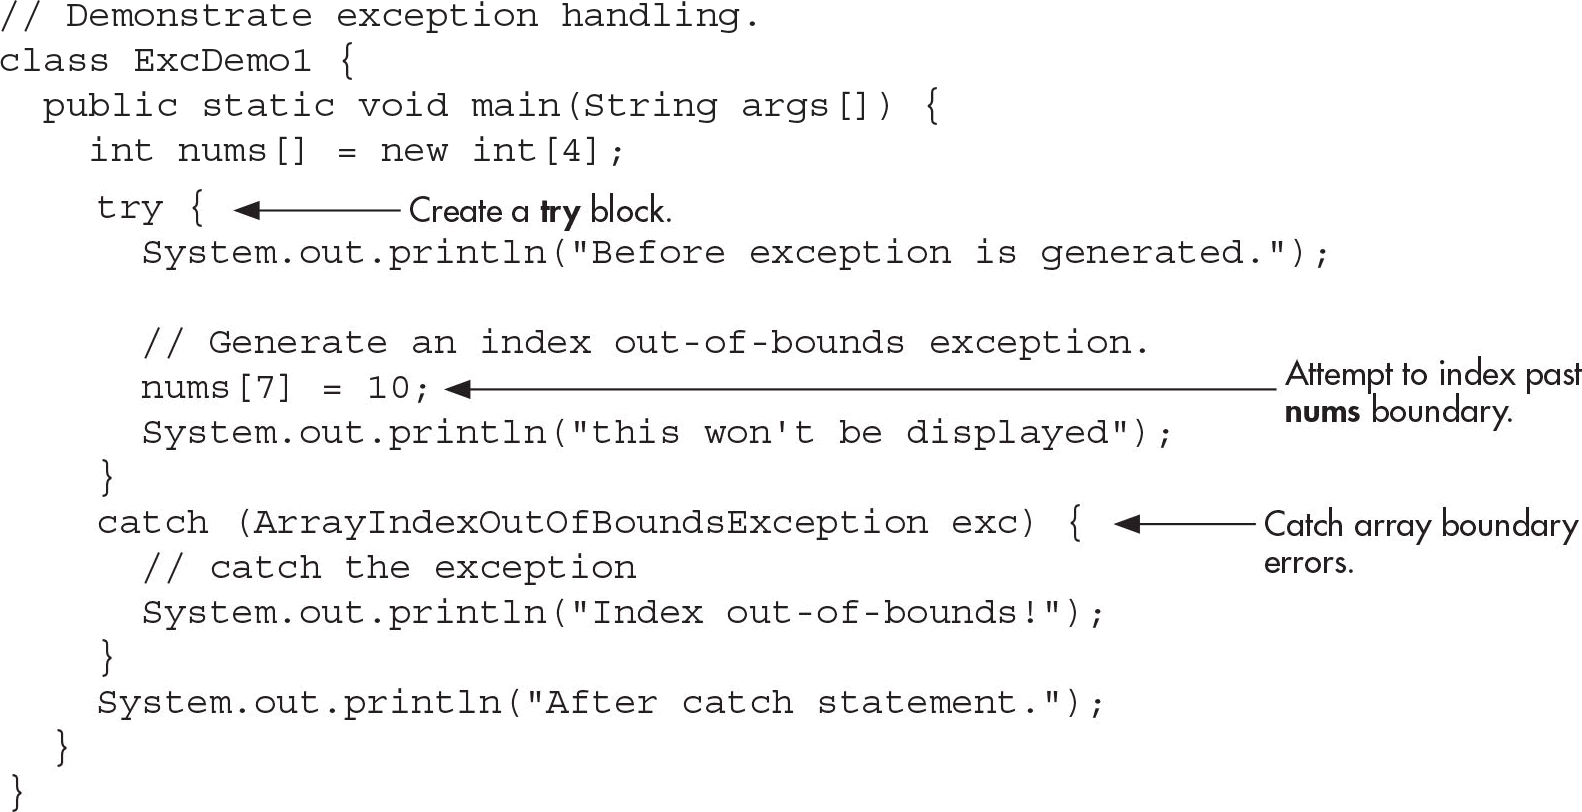 // Demonstrate exception handling.
class ExcDemo1 {
  public static void main(String args[]) {
    int nums[] = new int[4];
    try { Create a try block.
      System.out.println("Before exception is generated.");
      // Generate an index out-of-bounds exception.
      nums[7] = 10; Attempt to index past
nums boundary.
      System.out.println("this won't be displayed");
    }
    catch (ArrayIndexOutOfBoundsException exc) { Catch array boundary
errors.
      // catch the exception
      System.out.println("Index out-of-bounds!");
    }
    System.out.println("After catch statement.");
  }
}